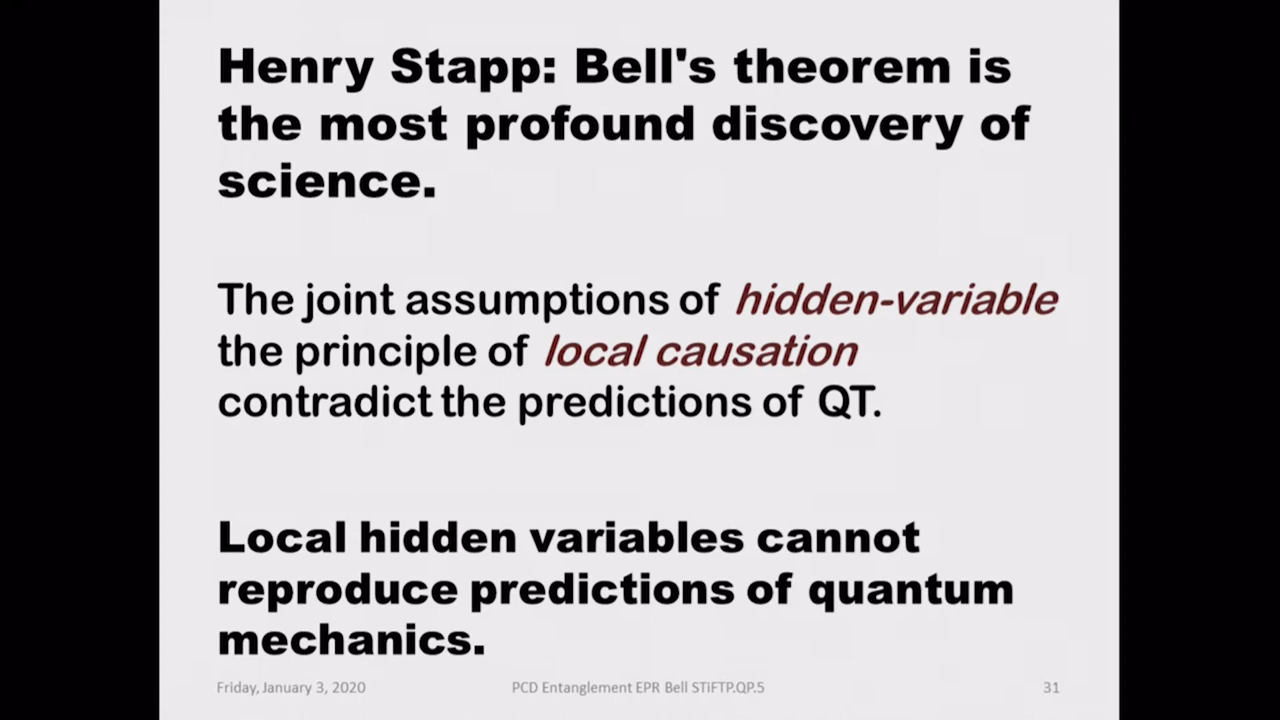 Henry Stapp: Bell's theorem is
the most profound discovery of
science.
The joint assumptions of hidden-variable
the principle of local causation
contradict the predictions of QT.
Local hidden variables cannot
reproduce predictions of quantum
mechanics.
Friday, January 3, 2020 PCD Entanglement EPR Bell STiFTP.QP.5 31